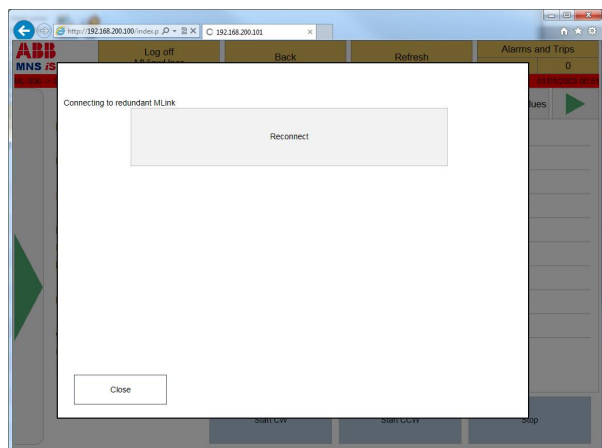 http://192.168.200.100/index.p
192.168.200.101
ABB
MNS iS
Log off
Back
Refresh
Alarms and Trips
0
Connecting to redundant MLink
Reconnect
Close
Start CW
Start CCW
Stop